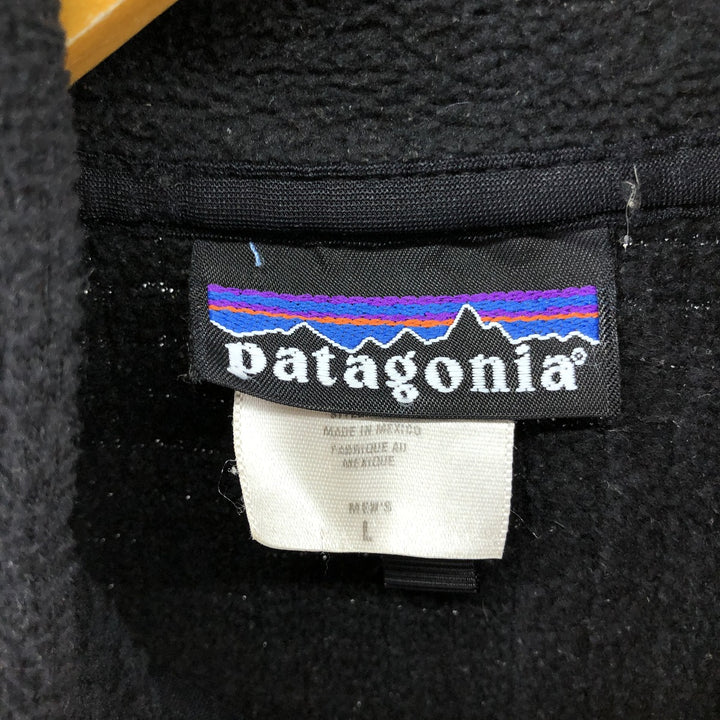 patagonia®
MADE IN MEXICO
FABRIQUE AU
MEXIQUE
MEN'S
L